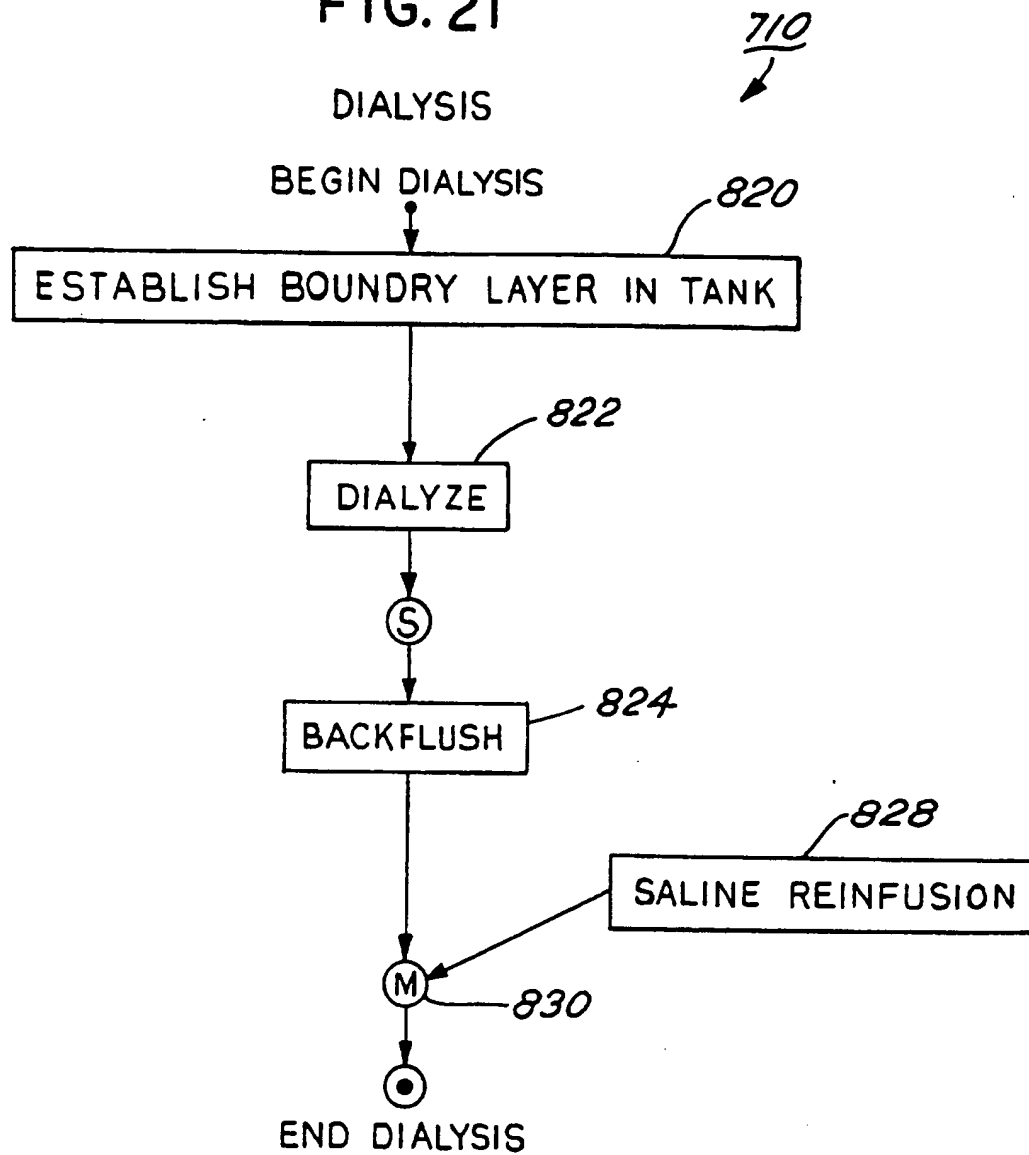 FIG. 21
710
DIALYSIS
BEGIN DIALYSIS
820
ESTABLISH BOUNDRY LAYER IN TANK
822
DIALYZE
S
824
BACKFLUSH
828
SALINE REINFUSION
M
830
END DIALYSIS